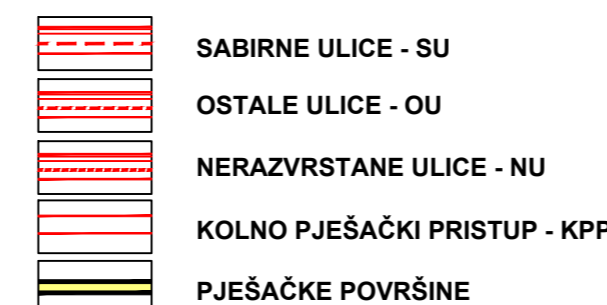 SABIRNE ULICE - SU
OSTALE ULICE - OU
NERAZVRSTANE ULICE - NU
KOLNO PJEŠAČKI PRISTUP - KPP
PJEŠAČKE POVRŠINE